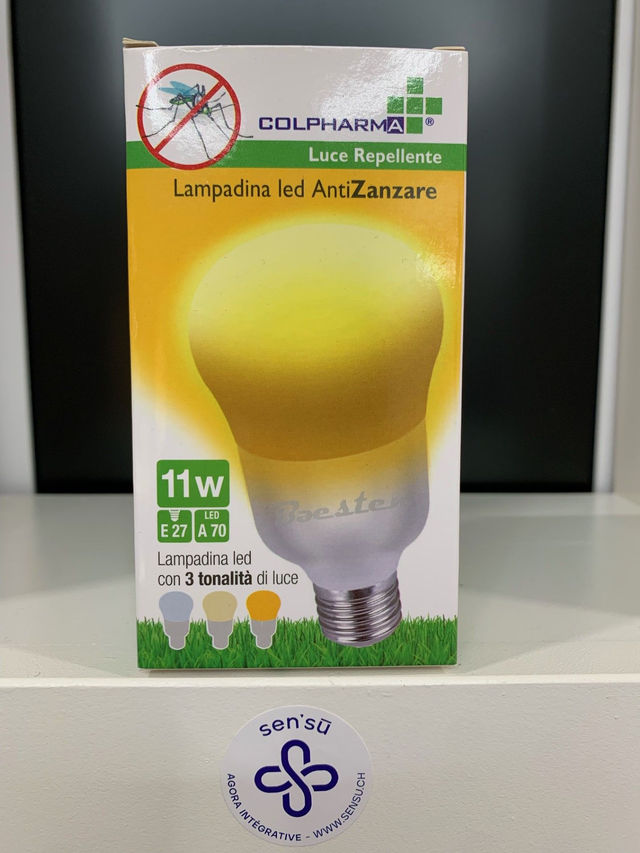 COLPHARMA®
Luce Repellente
Lampadina led AntiZanzare
Boester
11W
E 27
LED
A 70
Lampadina led
con 3 tonalità di luce
sen'sū
AGORA INTÉGRATIVE - WWW.SENSU.CH